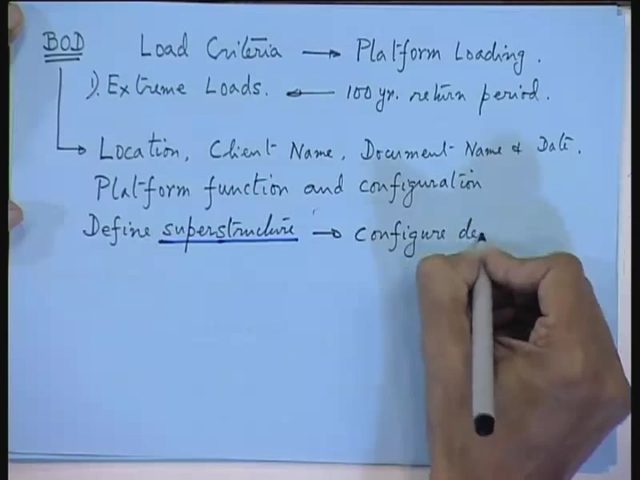 BOD Load Criteria → Platform Loading.
1). Extreme Loads. ← 100 yr. return period.
→ Location, Client Name, Document Name & Date.
Platform function and configuration
Define superstructure → configure de